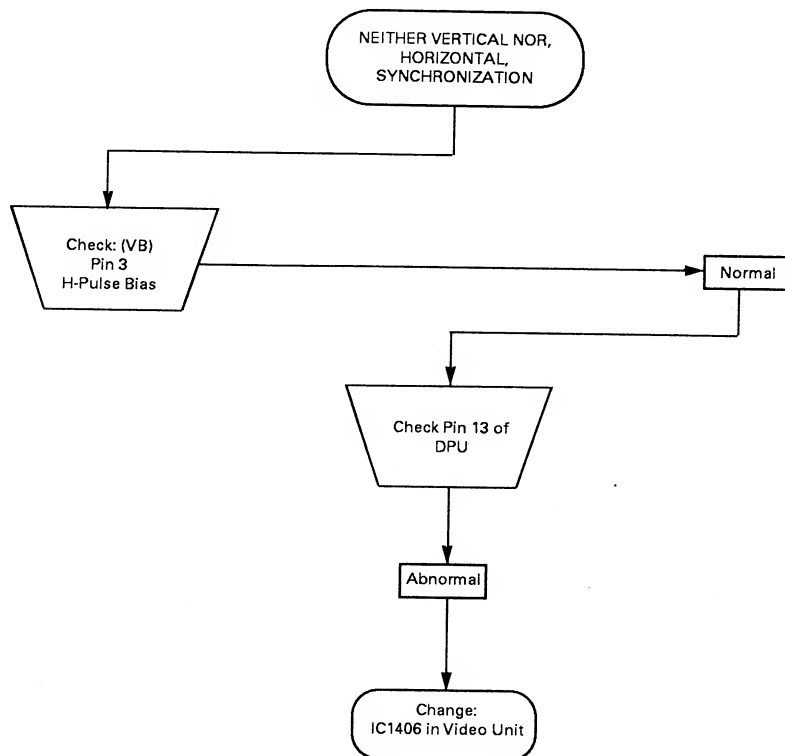 NEITHER VERTICAL NOR,
HORIZONTAL,
SYNCHRONIZATION
Check: (VB)
Pin 3
H-Pulse Bias
Normal
Check Pin 13 of
DPU
Abnormal
Change:
IC1406 in Video Unit